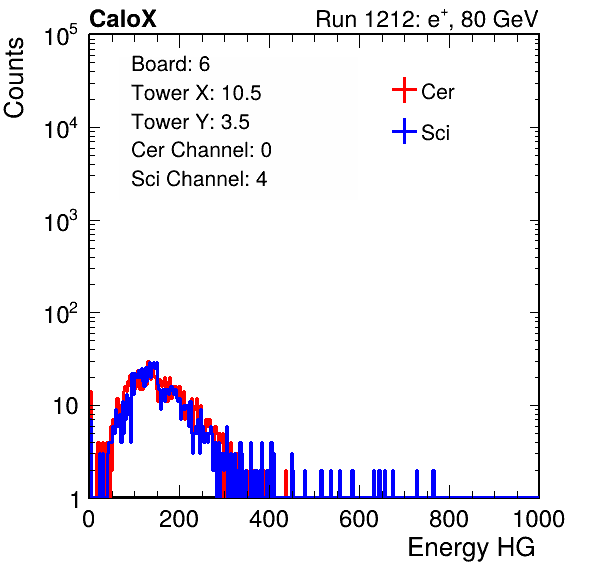 CaloX Run 1212: e⁺, 80 GeV
Counts
Board: 6
Tower X: 10.5
Tower Y: 3.5
Cer Channel: 0
Sci Channel: 4
Cer
Sci
10⁵
10⁴
10³
10²
10
1
0 200 400 600 800 1000
Energy HG